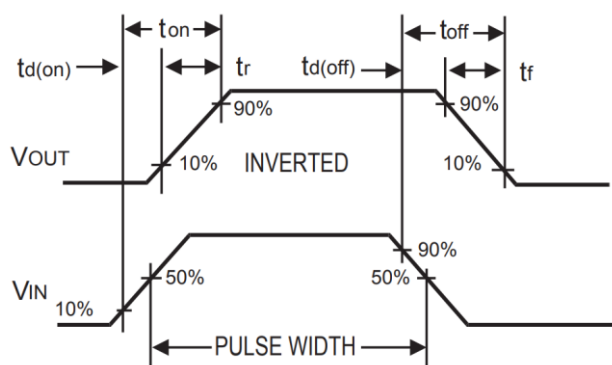 ton toff
td(on) tr td(off) tf
90% 90%
VOUT 10% INVERTED 10%
90%
50% 50%
VIN 10%
PULSE WIDTH